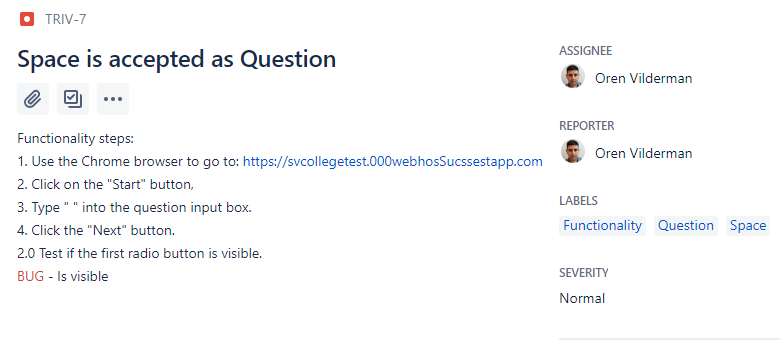 TRIV-7
Space is accepted as Question
Functionality steps:
1. Use the Chrome browser to go to: https://svcollegetest.000webhosSucssestapp.com
2. Click on the "Start" button,
3. Type " " into the question input box.
4. Click the "Next" button.
2.0 Test if the first radio button is visible.
BUG - Is visible
ASSIGNEE
Oren Vilderman
REPORTER
Oren Vilderman
LABELS
Functionality Question Space
SEVERITY
Normal